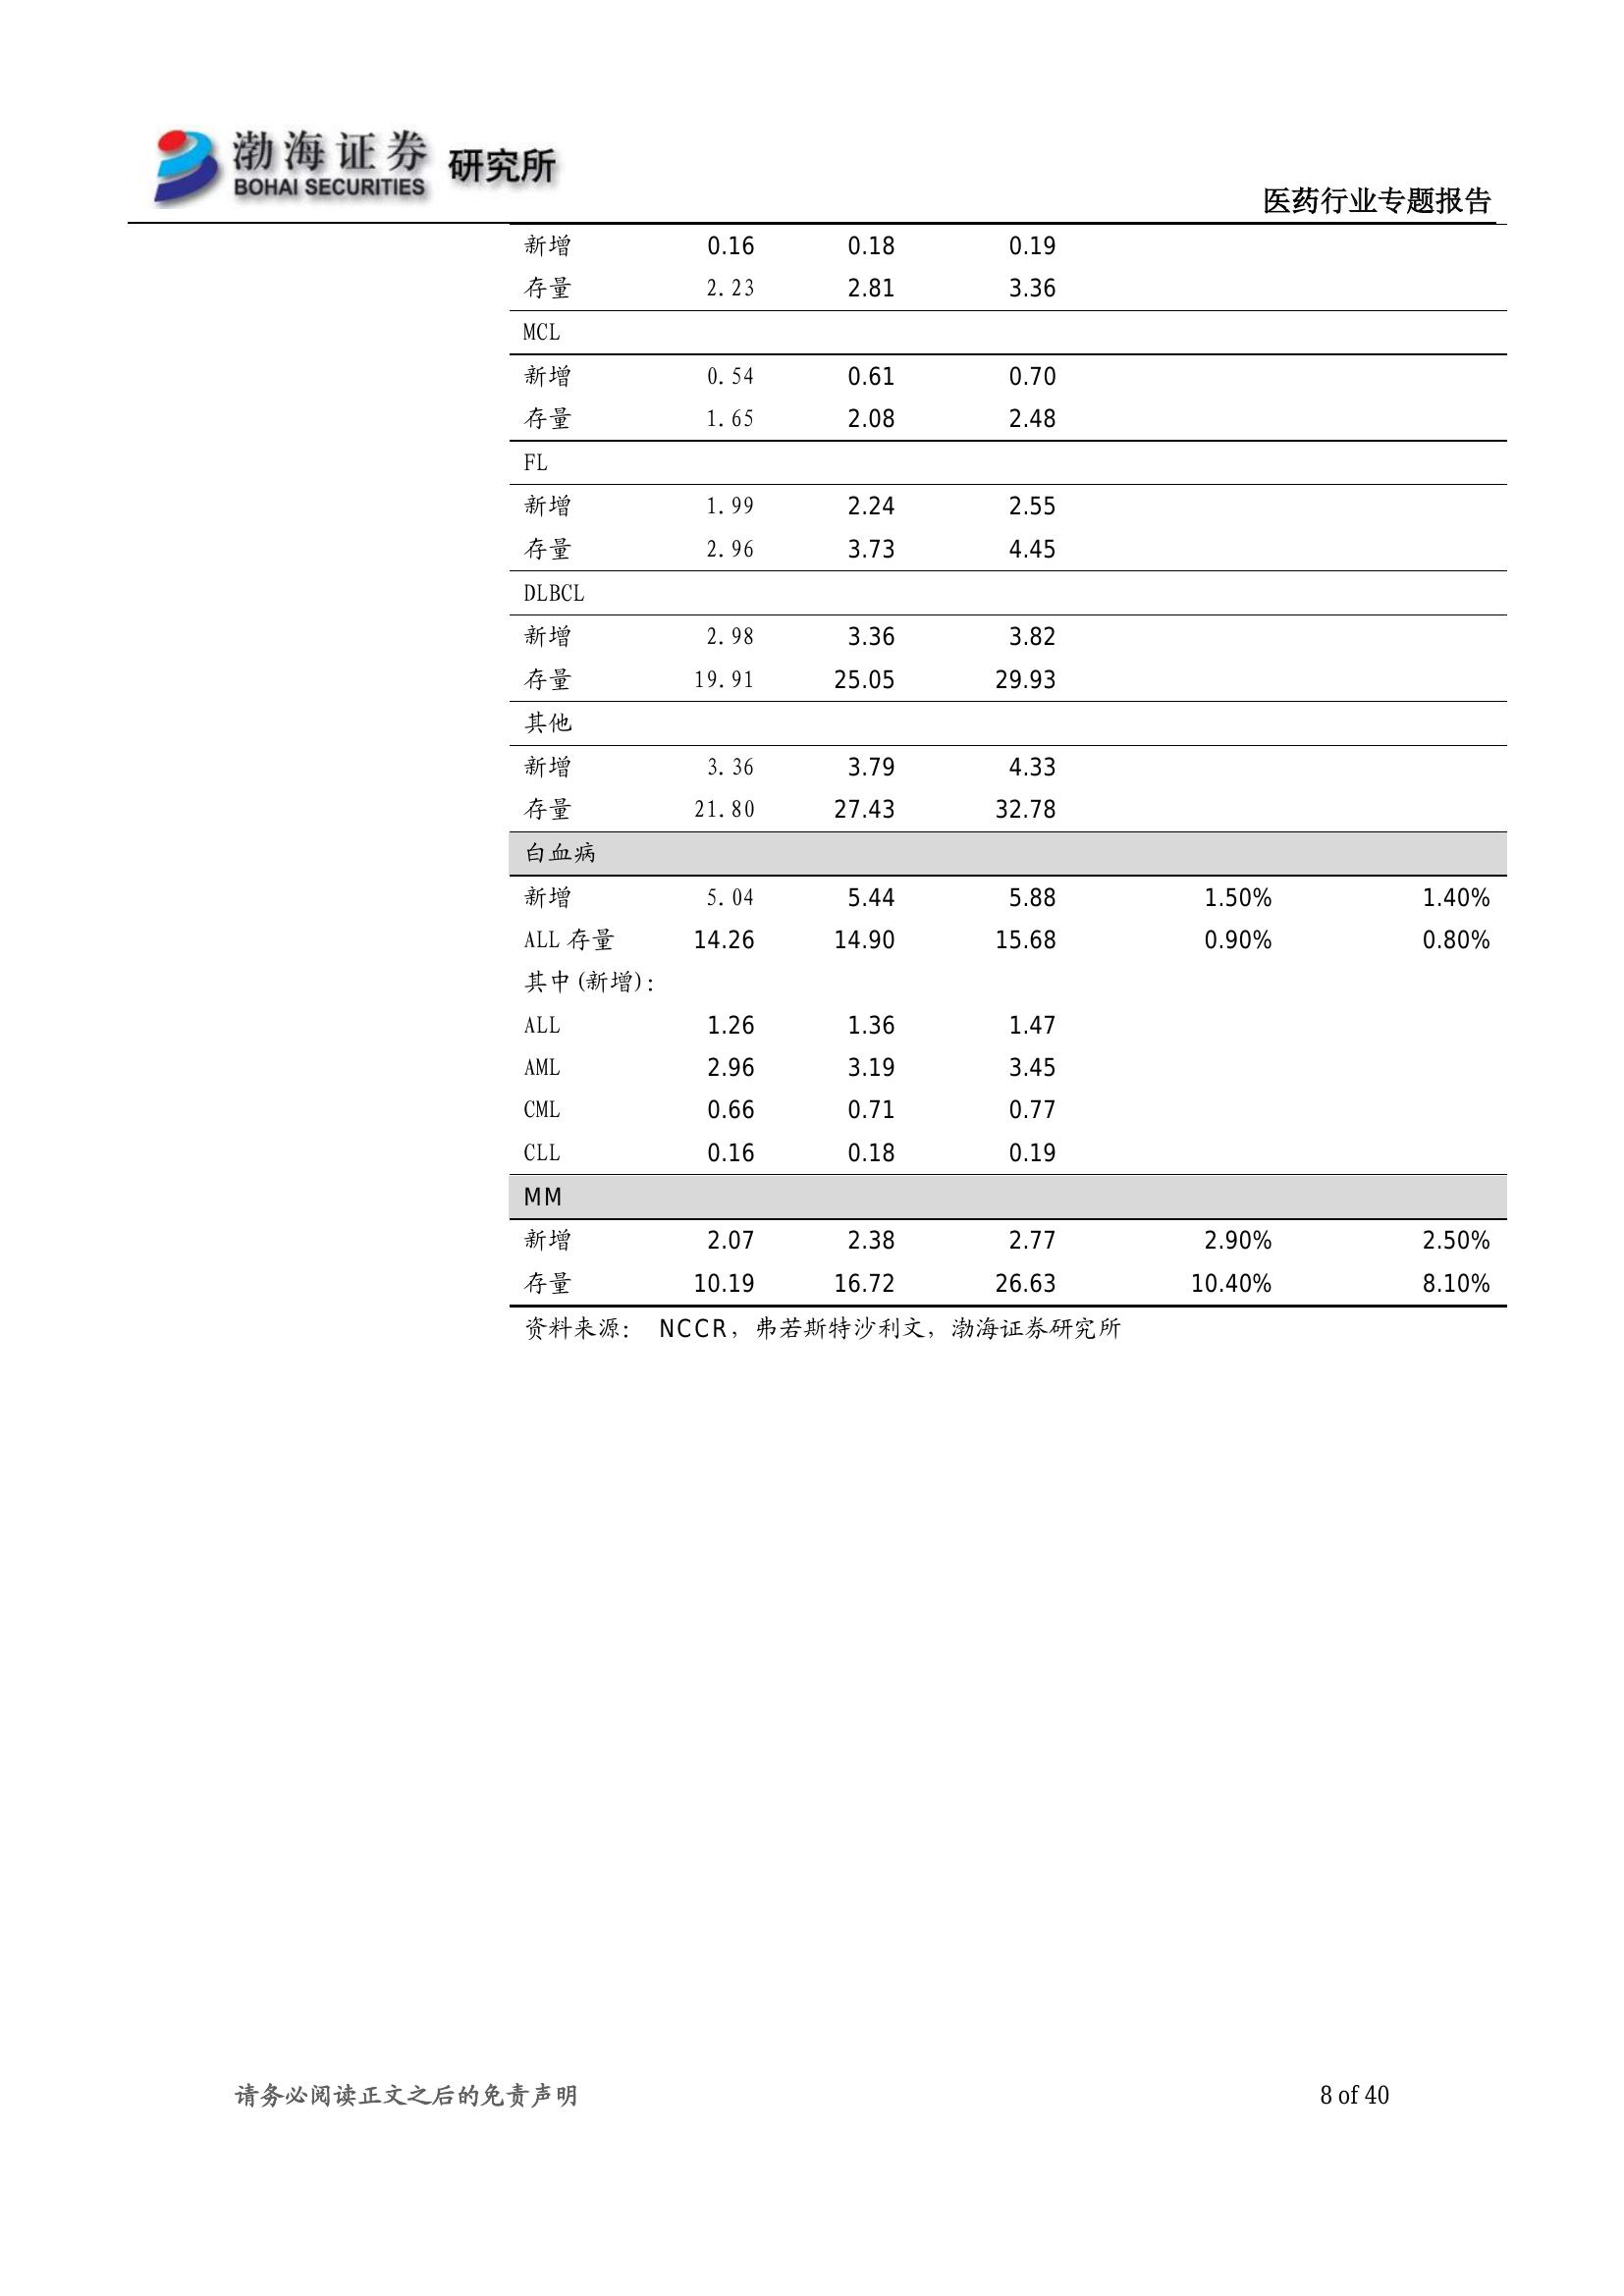 渤海证券 研究所
BOHAI SECURITIES
医药行业专题报告
新增 0.16 0.18 0.19
存量 2.23 2.81 3.36
MCL
新增 0.54 0.61 0.70
存量 1.65 2.08 2.48
FL
新增 1.99 2.24 2.55
存量 2.96 3.73 4.45
DLBCL
新增 2.98 3.36 3.82
存量 19.91 25.05 29.93
其他
新增 3.36 3.79 4.33
存量 21.80 27.43 32.78
白血病
新增 5.04 5.44 5.88 1.50% 1.40%
ALL 存量 14.26 14.90 15.68 0.90% 0.80%
其中(新增)：
ALL 1.26 1.36 1.47
AML 2.96 3.19 3.45
CML 0.66 0.71 0.77
CLL 0.16 0.18 0.19
MM
新增 2.07 2.38 2.77 2.90% 2.50%
存量 10.19 16.72 26.63 10.40% 8.10%
资料来源： NCCR，弗若斯特沙利文，渤海证券研究所
请务必阅读正文之后的免责声明 8 of 40